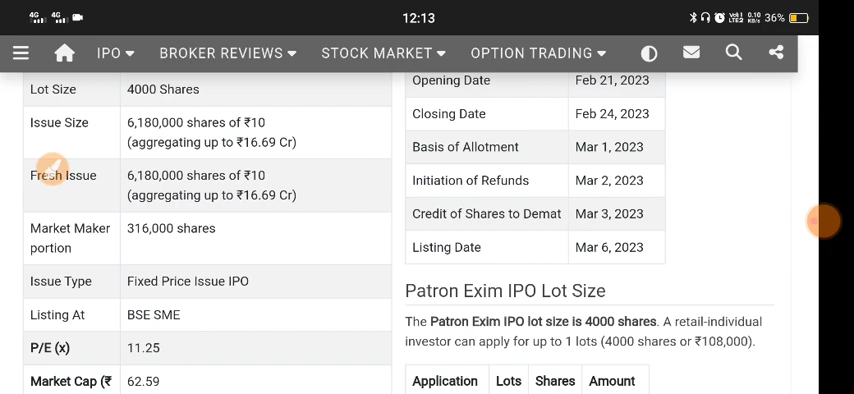 4G 4G 12:13 LTE2 0.10 KB/s 36%
IPO BROKER REVIEWS STOCK MARKET OPTION TRADING
Lot Size 4000 Shares
Issue Size 6,180,000 shares of ₹10
(aggregating up to ₹16.69 Cr)
Fresh Issue 6,180,000 shares of ₹10
(aggregating up to ₹16.69 Cr)
Market Maker 316,000 shares
portion
Issue Type Fixed Price Issue IPO
Listing At BSE SME
P/E (x) 11.25
Market Cap (₹ 62.59
Opening Date Feb 21, 2023
Closing Date Feb 24, 2023
Basis of Allotment Mar 1, 2023
Initiation of Refunds Mar 2, 2023
Credit of Shares to Demat Mar 3, 2023
Listing Date Mar 6, 2023
Patron Exim IPO Lot Size
The Patron Exim IPO lot size is 4000 shares. A retail-individual
investor can apply for up to 1 lots (4000 shares or ₹108,000).
Application Lots Shares Amount